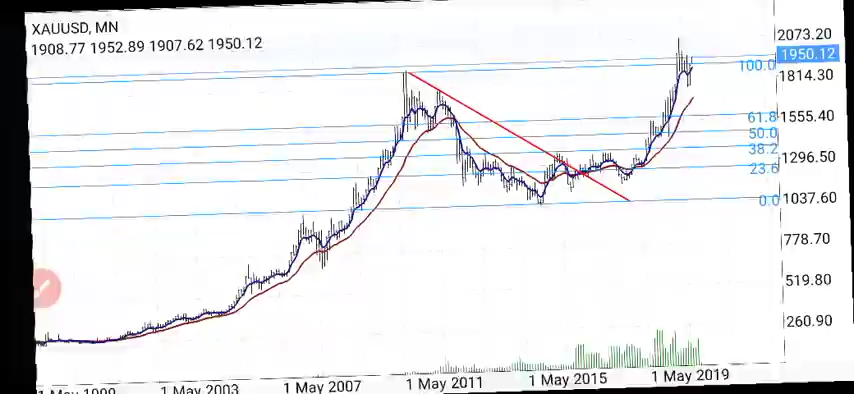 XAUUSD, MN
1908.77 1952.89 1907.62 1950.12
2073.20
1950.12
100.0
1814.30
61.8
1555.40
50.0
38.2
1296.50
23.6
0.0
1037.60
778.70
519.80
260.90
1 May 2003
1 May 2007
1 May 2011
1 May 2015
1 May 2019